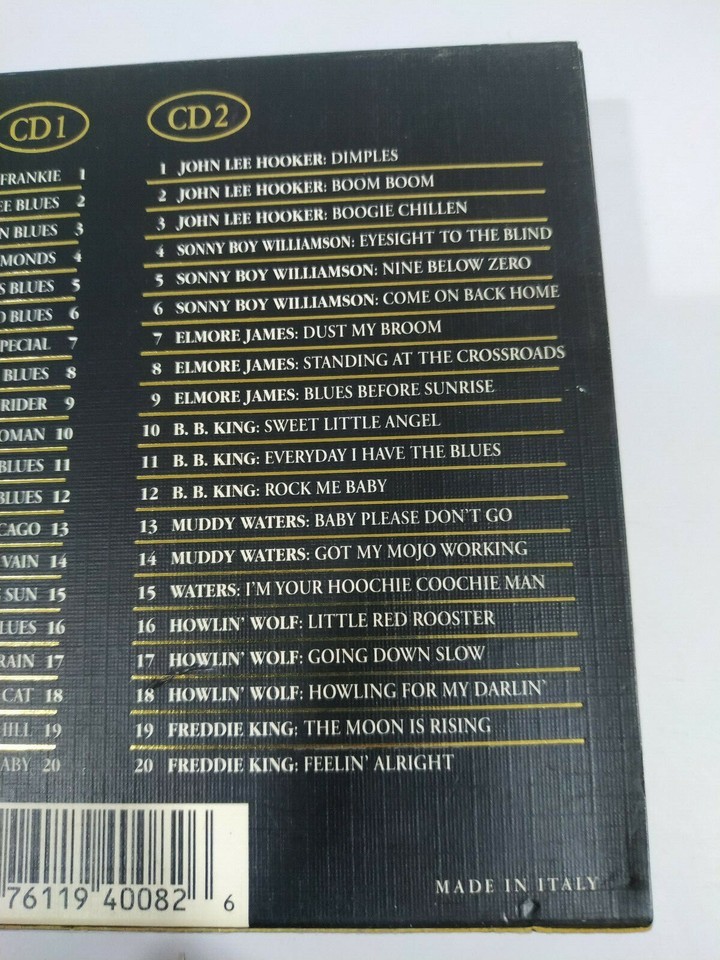 CD 1
FRANKIE 1
EE BLUES 2
N BLUES 3
MONDS 4
S BLUES 5
O BLUES 6
PECIAL 7
BLUES 8
RIDER 9
OMAN 10
BLUES 11
BLUES 12
CAGO 13
VAIN 14
SUN 15
LUES 16
RAIN 17
CAT 18
HILL 19
ABY 20
CD 2
1 JOHN LEE HOOKER: DIMPLES
2 JOHN LEE HOOKER: BOOM BOOM
3 JOHN LEE HOOKER: BOOGIE CHILLEN
4 SONNY BOY WILLIAMSON: EYESIGHT TO THE BLIND
5 SONNY BOY WILLIAMSON: NINE BELOW ZERO
6 SONNY BOY WILLIAMSON: COME ON BACK HOME
7 ELMORE JAMES: DUST MY BROOM
8 ELMORE JAMES: STANDING AT THE CROSSROADS
9 ELMORE JAMES: BLUES BEFORE SUNRISE
10 B. B. KING: SWEET LITTLE ANGEL
11 B. B. KING: EVERYDAY I HAVE THE BLUES
12 B. B. KING: ROCK ME BABY
13 MUDDY WATERS: BABY PLEASE DON'T GO
14 MUDDY WATERS: GOT MY MOJO WORKING
15 WATERS: I'M YOUR HOOCHIE COOCHIE MAN
16 HOWLIN' WOLF: LITTLE RED ROOSTER
17 HOWLIN' WOLF: GOING DOWN SLOW
18 HOWLIN' WOLF: HOWLING FOR MY DARLIN'
19 FREDDIE KING: THE MOON IS RISING
20 FREDDIE KING: FEELIN' ALRIGHT
76119 40082 6
MADE IN ITALY